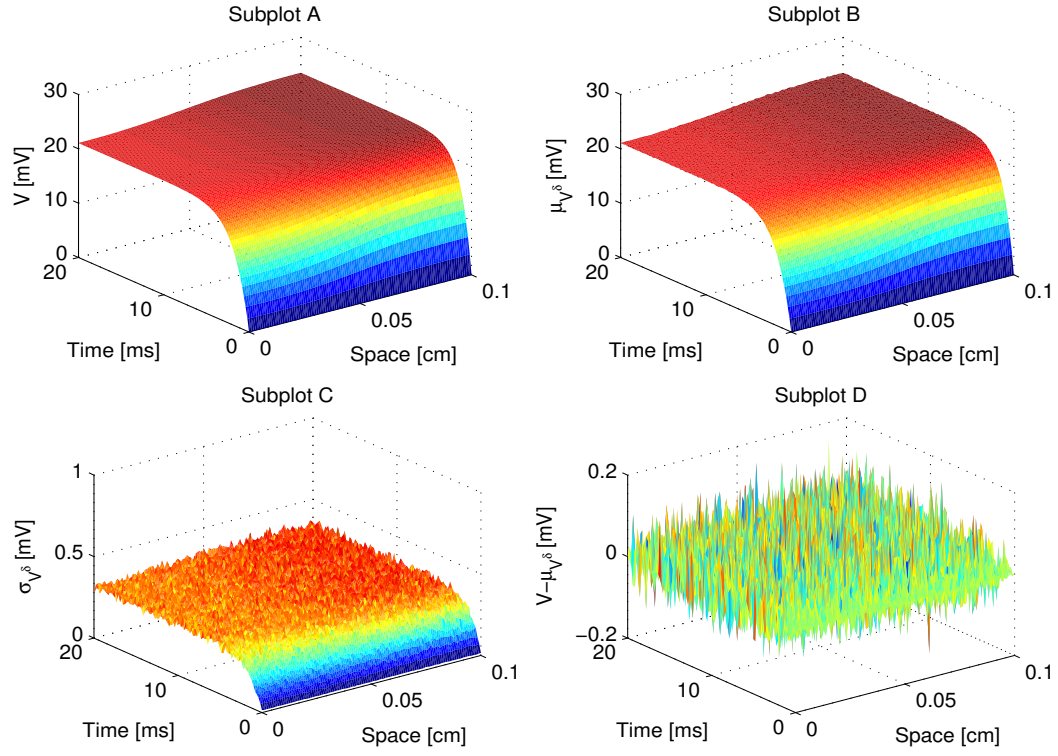 Subplot A
30
20
10
0
V [mV]
20
10
0
Time [ms]
0
0.05
0.1
Space [cm]
Subplot B
30
20
10
0
μ_V^δ [mV]
20
10
0
Time [ms]
0
0.05
0.1
Space [cm]
Subplot C
1
0.5
0
σ_V^δ [mV]
20
10
0
Time [ms]
0
0.05
0.1
Space [cm]
Subplot D
0.2
0
−0.2
V−μ_V^δ [mV]
20
10
0
Time [ms]
0
0.05
0.1
Space [cm]